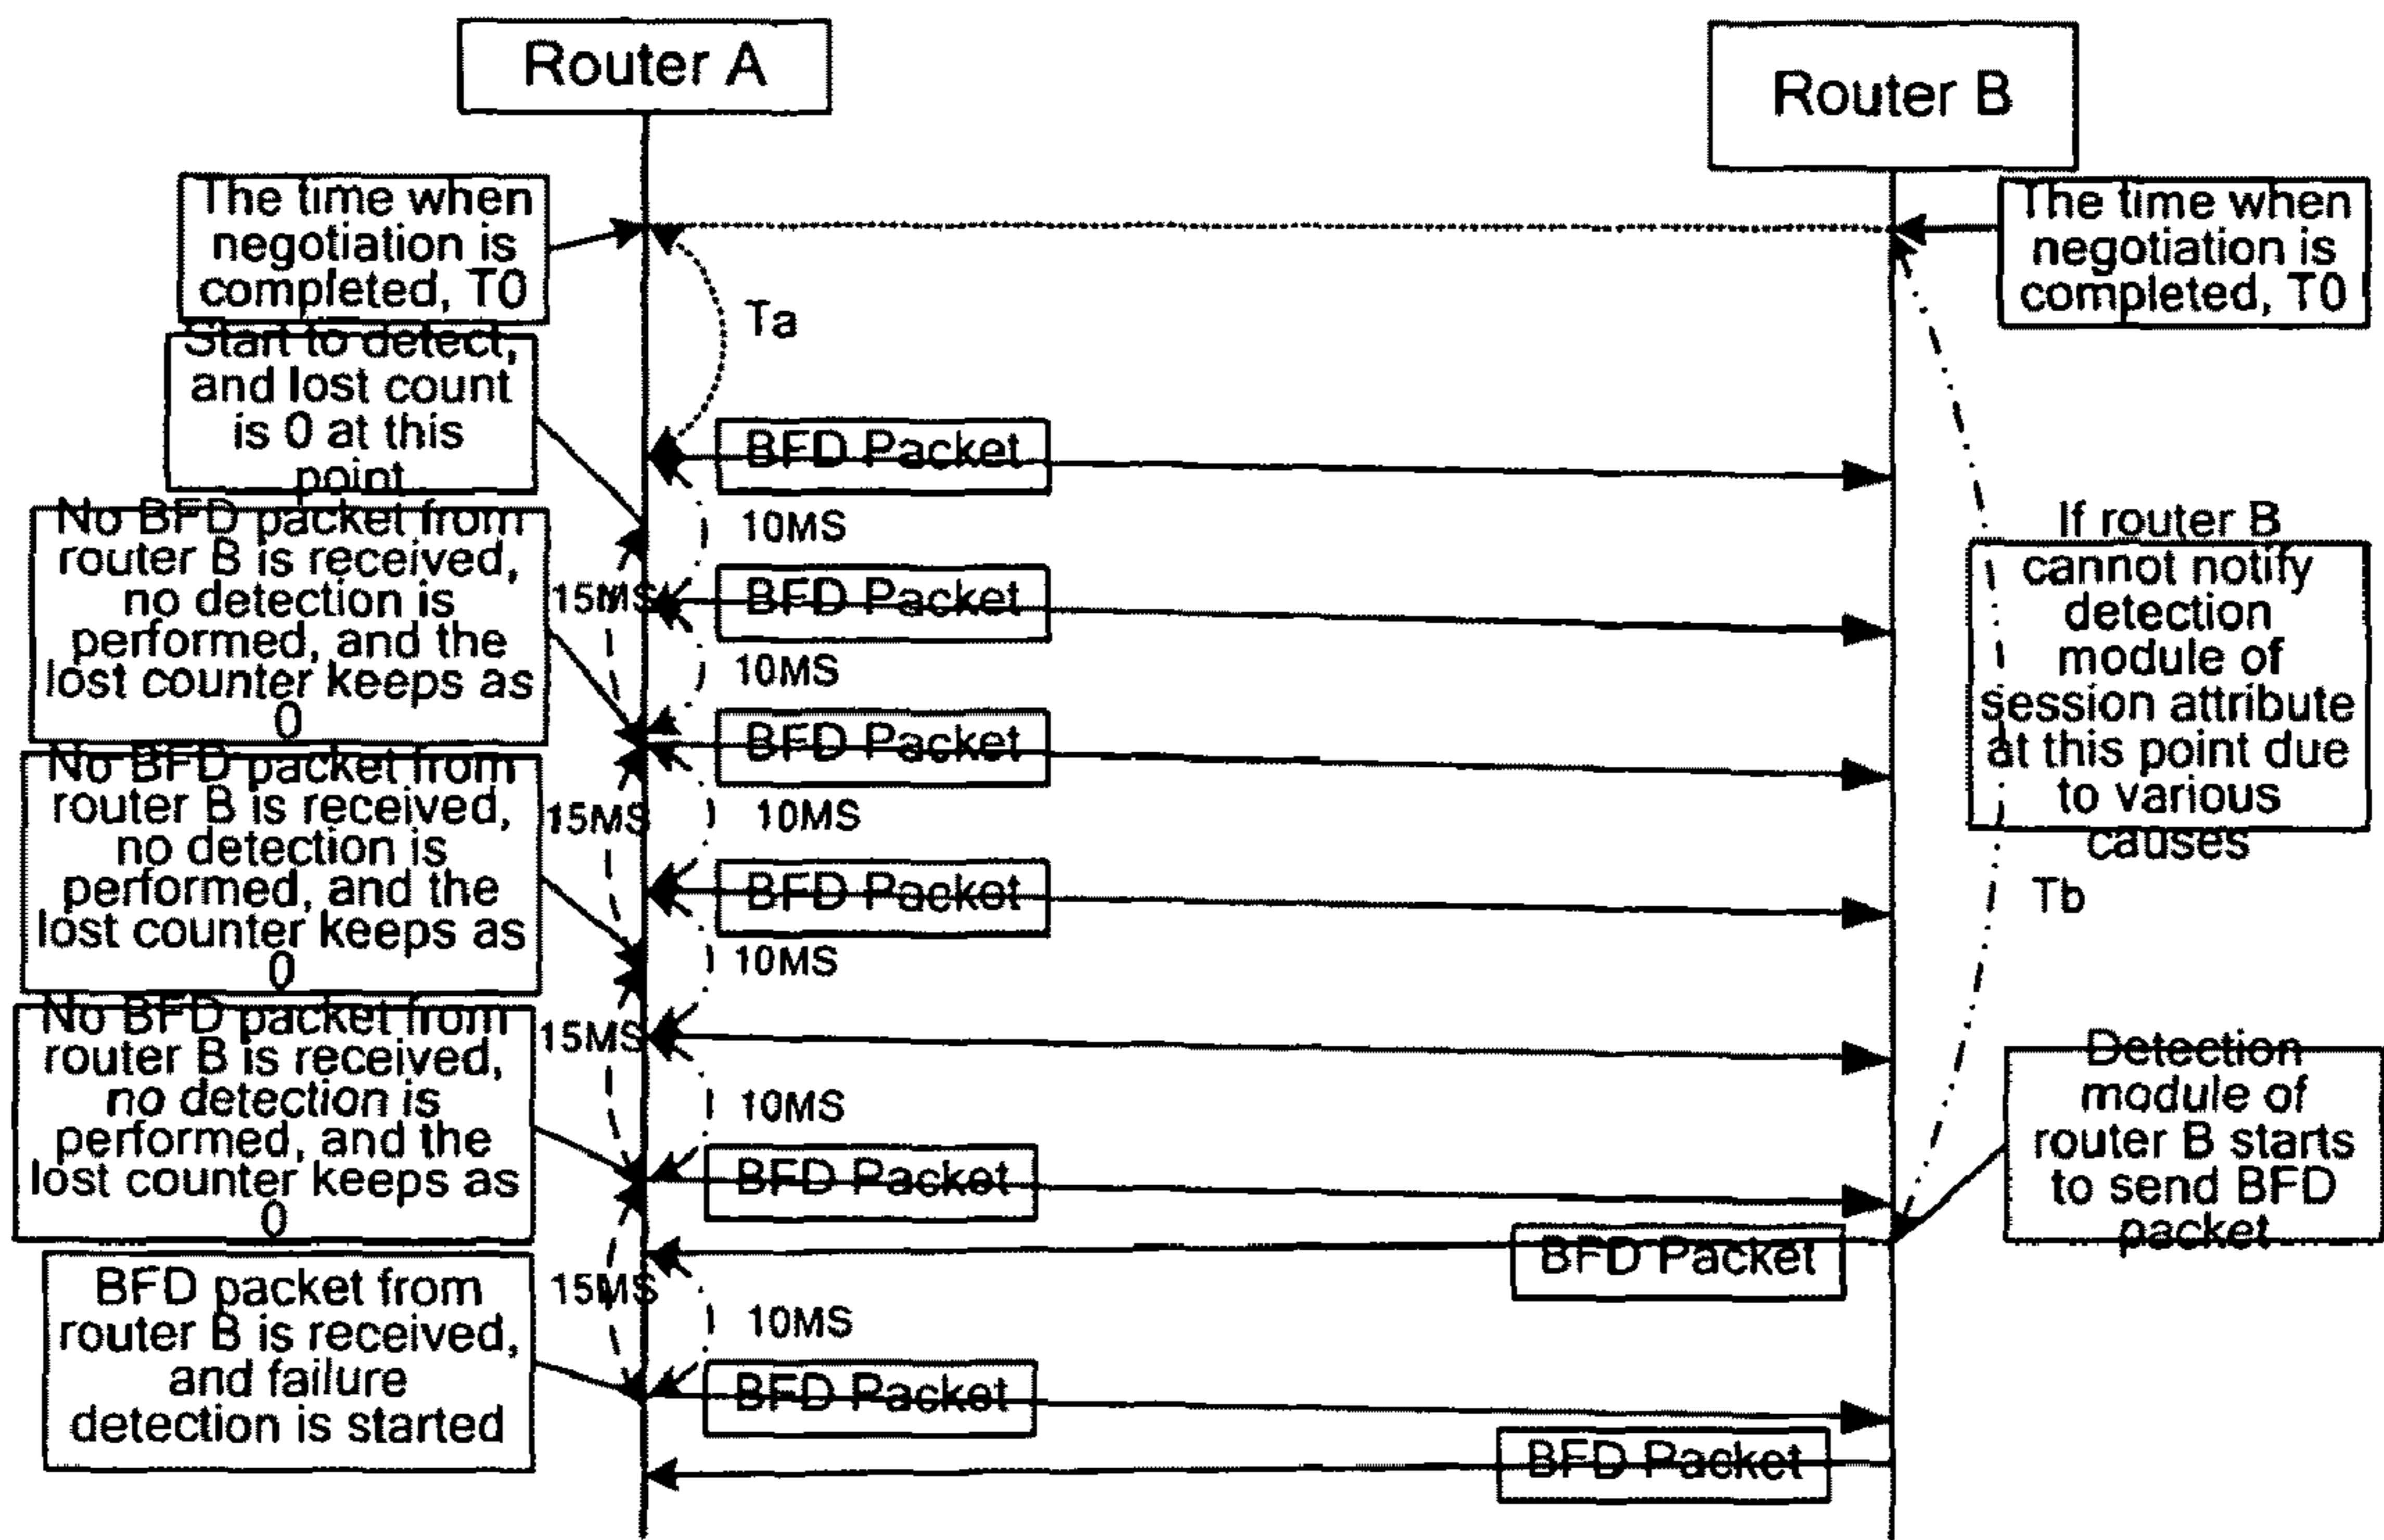 Router A
Router B
The time when
negotiation is
completed, T0
The time when
negotiation is
completed, T0
Ta
Start to detect,
and lost count
is 0 at this
point
BFD Packet
No BFD packet from
router B is received,
no detection is
performed, and the
lost counter keeps as
0
10MS
15MS
BFD Packet
If router B
cannot notify
detection
module of
session attribute
at this point due
to various
causes
10MS
BFD Packet
No BFD packet from
router B is received,
no detection is
performed, and the
lost counter keeps as
0
15MS
10MS
BFD Packet
Tb
10MS
No BFD packet from
router B is received,
no detection is
performed, and the
lost counter keeps as
0
15MS
10MS
Detection
module of
router B starts
to send BFD
packet
BFD Packet
BFD Packet
BFD packet from
router B is received,
and failure
detection is started
15MS
10MS
BFD Packet
BFD Packet